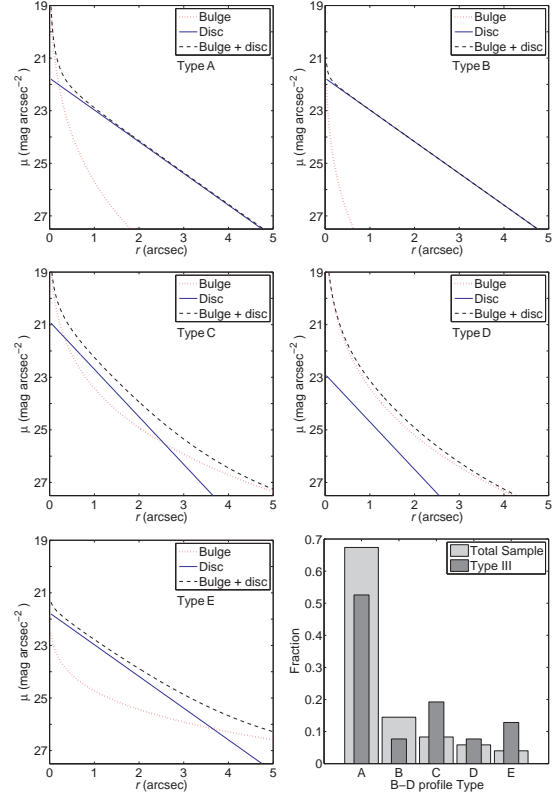 Bulge
Disc
Bulge + disc
Type A
μ (mag arcsec⁻²)
19
21
23
25
27
0 1 2 3 4 5
r (arcsec)
Bulge
Disc
Bulge + disc
Type B
μ (mag arcsec⁻²)
19
21
23
25
27
0 1 2 3 4 5
r (arcsec)
Bulge
Disc
Bulge + disc
Type C
μ (mag arcsec⁻²)
19
21
23
25
27
0 1 2 3 4 5
r (arcsec)
Bulge
Disc
Bulge + disc
Type D
μ (mag arcsec⁻²)
19
21
23
25
27
0 1 2 3 4 5
r (arcsec)
Bulge
Disc
Bulge + disc
Type E
μ (mag arcsec⁻²)
19
21
23
25
27
0 1 2 3 4 5
r (arcsec)
Total Sample
Type III
Fraction
0.7
0.6
0.5
0.4
0.3
0.2
0.1
0
A B C D E
B−D profile Type